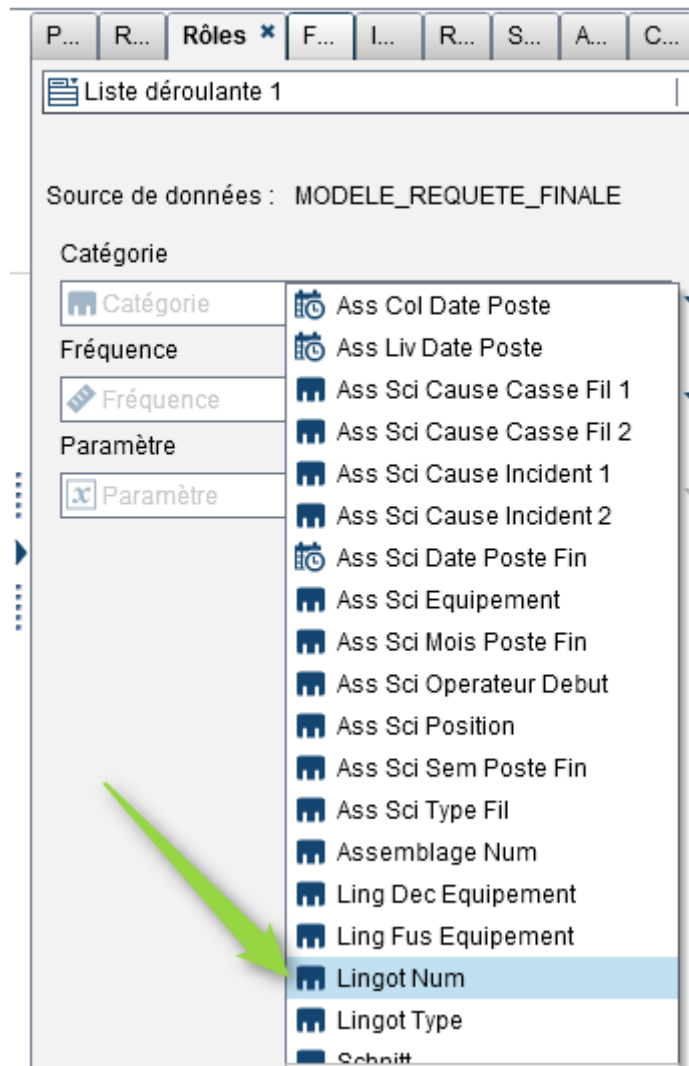 P... R... Rôles F... I... R... S... A... C...
Liste déroulante 1
Source de données : MODELE_REQUETE_FINALE
Catégorie
Catégorie
Fréquence
Fréquence
Paramètre
Paramètre
Ass Col Date Poste
Ass Liv Date Poste
Ass Sci Cause Casse Fil 1
Ass Sci Cause Casse Fil 2
Ass Sci Cause Incident 1
Ass Sci Cause Incident 2
Ass Sci Date Poste Fin
Ass Sci Equipement
Ass Sci Mois Poste Fin
Ass Sci Operateur Debut
Ass Sci Position
Ass Sci Sem Poste Fin
Ass Sci Type Fil
Assemblage Num
Ling Dec Equipement
Ling Fus Equipement
Lingot Num
Lingot Type
Schnitt